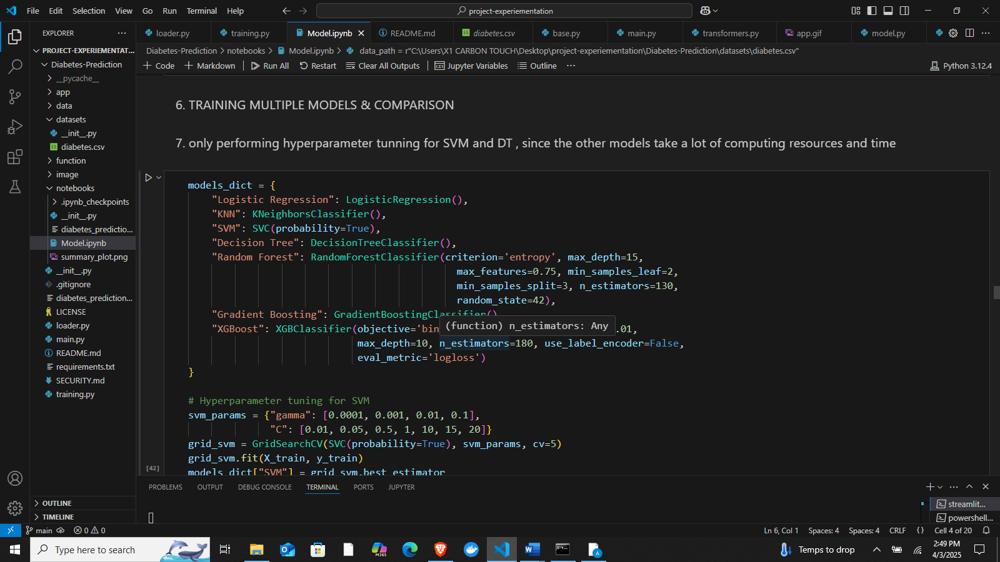 File Edit Selection View Go Run Terminal Help
project-experiementation
EXPLORER
loader.py training.py Model.ipynb README.md diabetes.csv base.py main.py transformers.py app.gif model.py
PROJECT-EXPERIEMENTAT...
Diabetes-Prediction > notebooks > Model.ipynb > data_path = r"C:\Users\X1 CARBON TOUCH\Desktop\project-experiementation\Diabetes-Prediction\datasets\diabetes.csv"
Code Markdown Run All Restart Clear All Outputs Jupyter Variables Outline Python 3.12.4
Diabetes-Prediction
__pycache__
app
data
datasets
__init__.py
diabetes.csv
function
image
notebooks
.ipynb_checkpoints
__init__.py
diabetes_predictio...
Model.ipynb
summary_plot.png
__init__.py
.gitignore
diabetes_prediction...
LICENSE
loader.py
main.py
README.md
requirements.txt
SECURITY.md
training.py
OUTLINE
TIMELINE
6. TRAINING MULTIPLE MODELS & COMPARISON
7. only performing hyperparameter tunning for SVM and DT , since the other models take a lot of computing resources and time
models_dict = {
"Logistic Regression": LogisticRegression(),
"KNN": KNeighborsClassifier(),
"SVM": SVC(probability=True),
"Decision Tree": DecisionTreeClassifier(),
"Random Forest": RandomForestClassifier(criterion='entropy', max_depth=15,
max_features=0.75, min_samples_leaf=2,
min_samples_split=3, n_estimators=130,
random_state=42),
"Gradient Boosting": GradientBoostingClassifier()
(function) n_estimators: Any
"XGBoost": XGBClassifier(objective='bin .01,
max_depth=10, n_estimators=180, use_label_encoder=False,
eval_metric='logloss')
}
# Hyperparameter tuning for SVM
svm_params = {"gamma": [0.0001, 0.001, 0.01, 0.1],
"C": [0.01, 0.05, 0.5, 1, 10, 15, 20]}
grid_svm = GridSearchCV(SVC(probability=True), svm_params, cv=5)
grid_svm.fit(X_train, y_train)
models_dict["SVM"] = grid_svm.best_estimator
[42]
PROBLEMS OUTPUT DEBUG CONSOLE TERMINAL PORTS JUPYTER
streamlit...
powershell...
main 0 0 Ln 6, Col 1 Spaces: 4 Spaces: 4 CRLF {} Cell 4 of 20
Type here to search
M365
Temps to drop
2:49 PM
4/3/2025